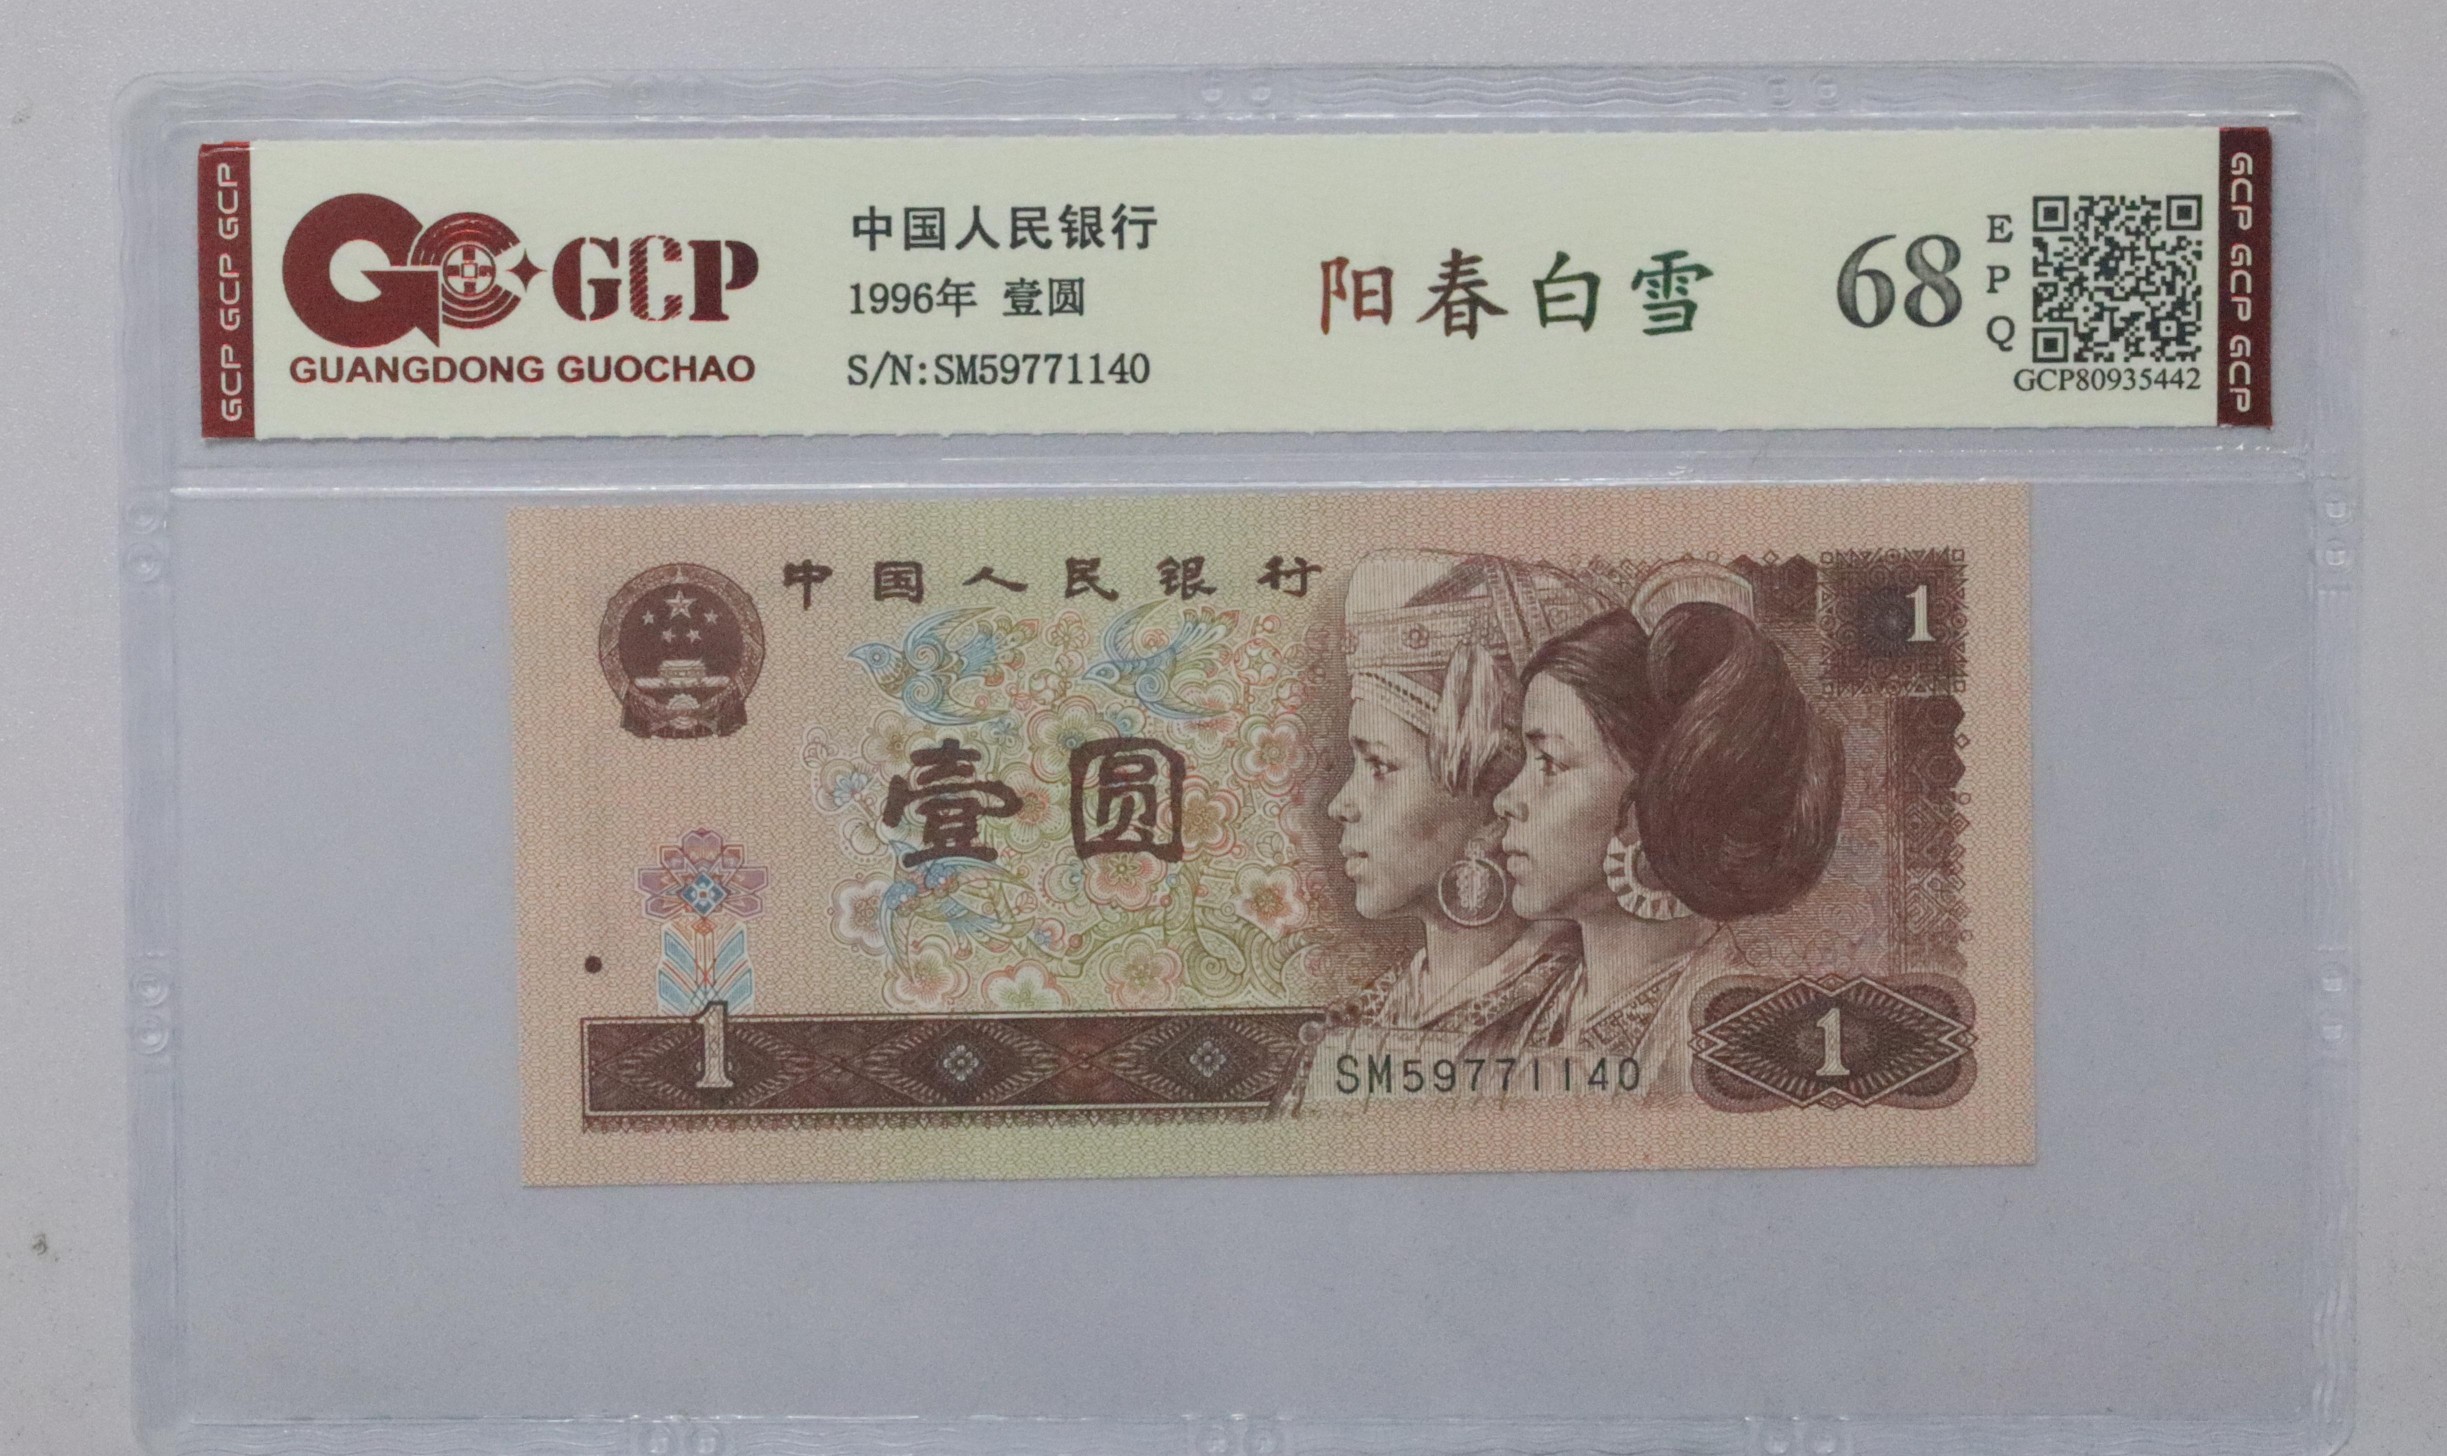 GCP GCP GCP
GCP
GUANGDONG GUOCHAO
中国人民银行
1996年 壹圆
S/N:SM59771140
阳春白雪
68
E
P
Q
GCP80935442
GCP GCP GCP
中国人民银行
1
壹圆
1
SM59771140
1